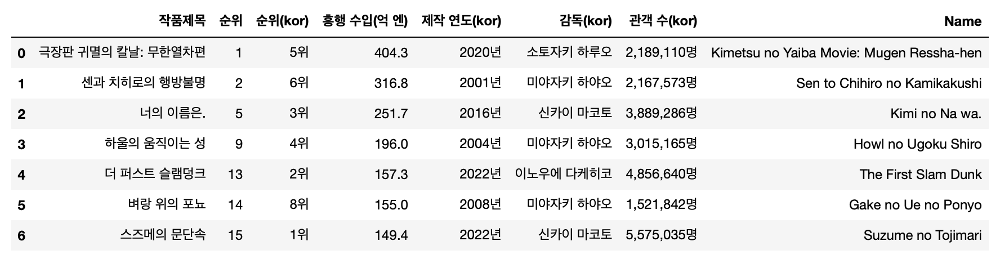 작품제목 순위 순위(kor) 흥행 수입(억 엔) 제작 연도(kor) 감독(kor) 관객 수(kor) Name
0 극장판 귀멸의 칼날: 무한열차편 1 5위 404.3 2020년 소토자키 하루오 2,189,110명 Kimetsu no Yaiba Movie: Mugen Ressha-hen
1 센과 치히로의 행방불명 2 6위 316.8 2001년 미야자키 하야오 2,167,573명 Sen to Chihiro no Kamikakushi
2 너의 이름은. 5 3위 251.7 2016년 신카이 마코토 3,889,286명 Kimi no Na wa.
3 하울의 움직이는 성 9 4위 196.0 2004년 미야자키 하야오 3,015,165명 Howl no Ugoku Shiro
4 더 퍼스트 슬램덩크 13 2위 157.3 2022년 이노우에 다케히코 4,856,640명 The First Slam Dunk
5 벼랑 위의 포뇨 14 8위 155.0 2008년 미야자키 하야오 1,521,842명 Gake no Ue no Ponyo
6 스즈메의 문단속 15 1위 149.4 2022년 신카이 마코토 5,575,035명 Suzume no Tojimari